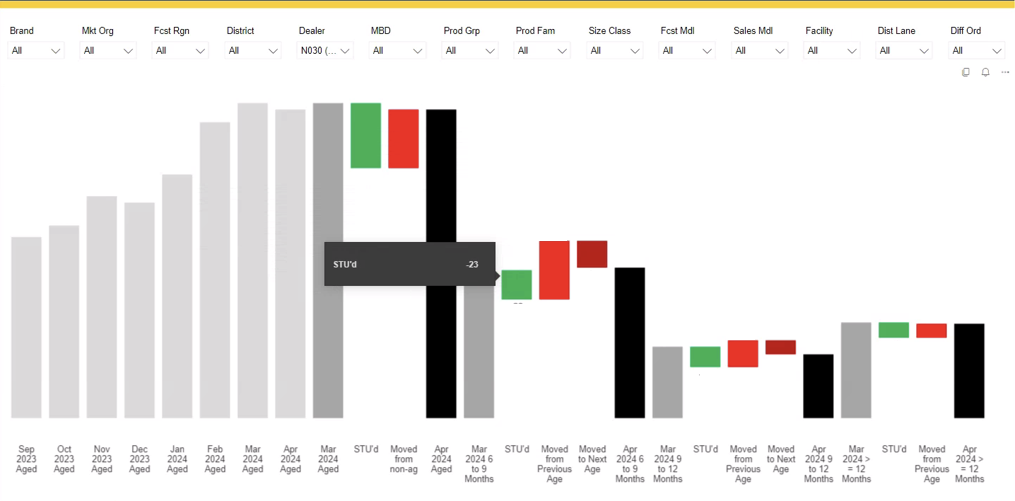 Brand Mkt Org Fcst Rgn District Dealer MBD Prod Grp Prod Fam Size Class Fcst Mdl Sales Mdl Facility Dist Lane Diff Ord
All All All All N030 (... All All All All All All All All All
STU'd -23
Sep 2023 Aged
Oct 2023 Aged
Nov 2023 Aged
Dec 2023 Aged
Jan 2024 Aged
Feb 2024 Aged
Mar 2024 Aged
Apr 2024 Aged
Mar 2024 Aged
STU'd
Moved from non-ag
Apr 2024 Aged
Mar 2024 6 to 9 Months
STU'd
Moved from Previous Age
Moved to Next Age
Apr 2024 6 to 9 Months
Mar 2024 9 to 12 Months
STU'd
Moved from Previous Age
Moved to Next Age
Apr 2024 9 to 12 Months
Mar 2024 > = 12 Months
STU'd
Moved from Previous Age
Apr 2024 > = 12 Months